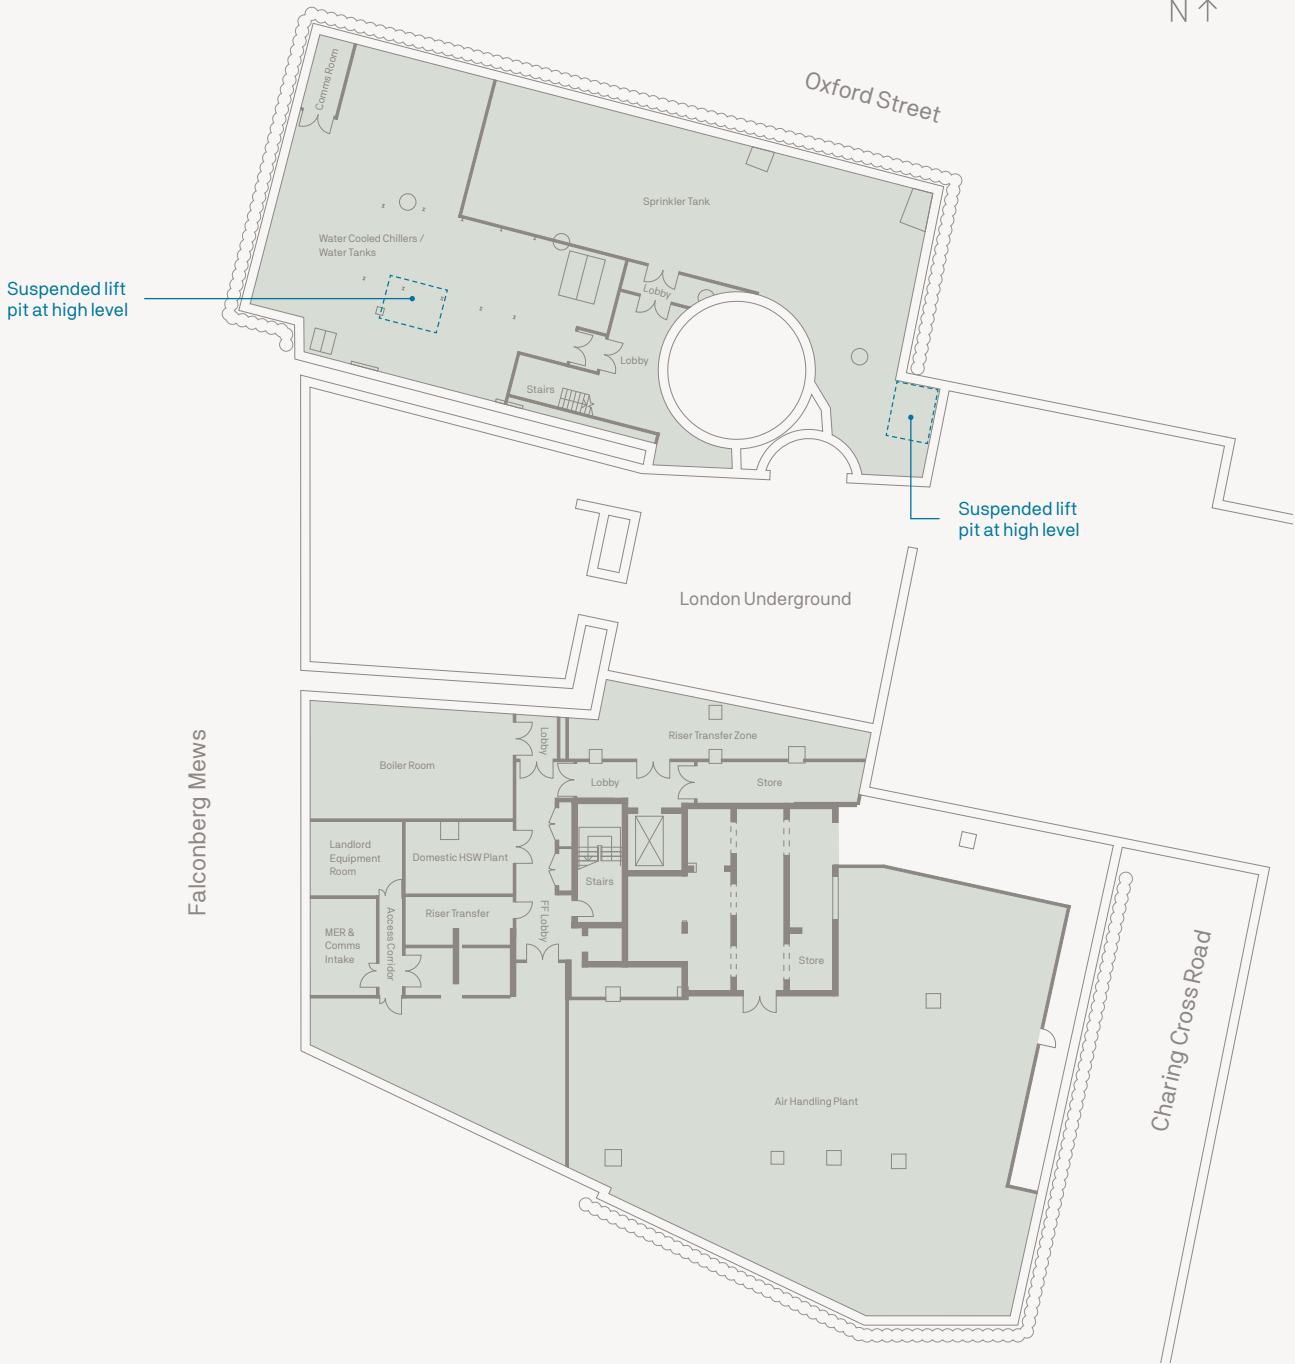 N ↑
Oxford Street
Comms Room
Sprinkler Tank
Water Cooled Chillers /
Water Tanks
Suspended lift
pit at high level
Lobby
Lobby
Stairs
Suspended lift
pit at high level
London Underground
Falconberg Mews
Lobby
Riser Transfer Zone
Boiler Room
Lobby
Store
Landlord
Equipment
Room
Domestic HSW Plant
Stairs
Riser Transfer
Access Corridor
FF Lobby
MER &
Comms
Intake
Store
Charing Cross Road
Air Handling Plant